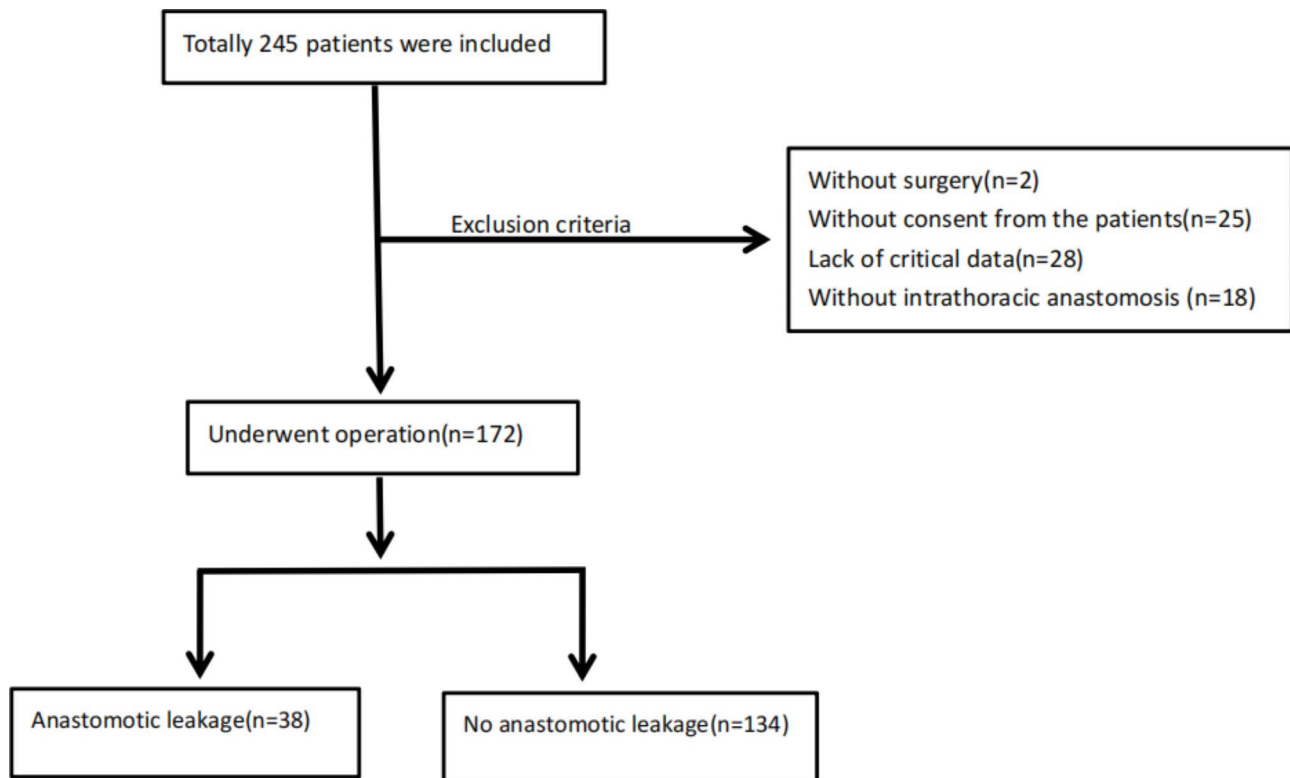 Totally 245 patients were included
Exclusion criteria
Without surgery(n=2)
Without consent from the patients(n=25)
Lack of critical data(n=28)
Without intrathoracic anastomosis (n=18)
Underwent operation(n=172)
Anastomotic leakage(n=38)
No anastomotic leakage(n=134)